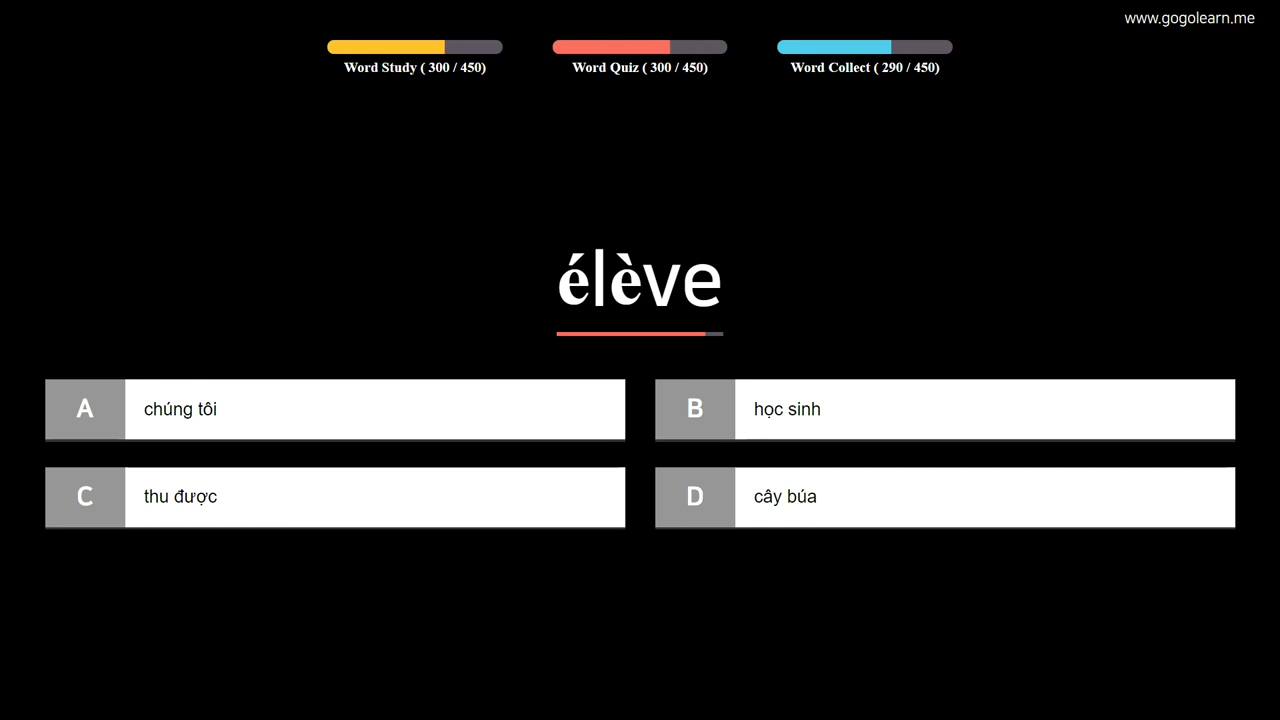 www.gogolearn.me
Word Study ( 300 / 450)
Word Quiz ( 300 / 450)
Word Collect ( 290 / 450)
élève
A chúng tôi
B học sinh
C thu được
D cây búa